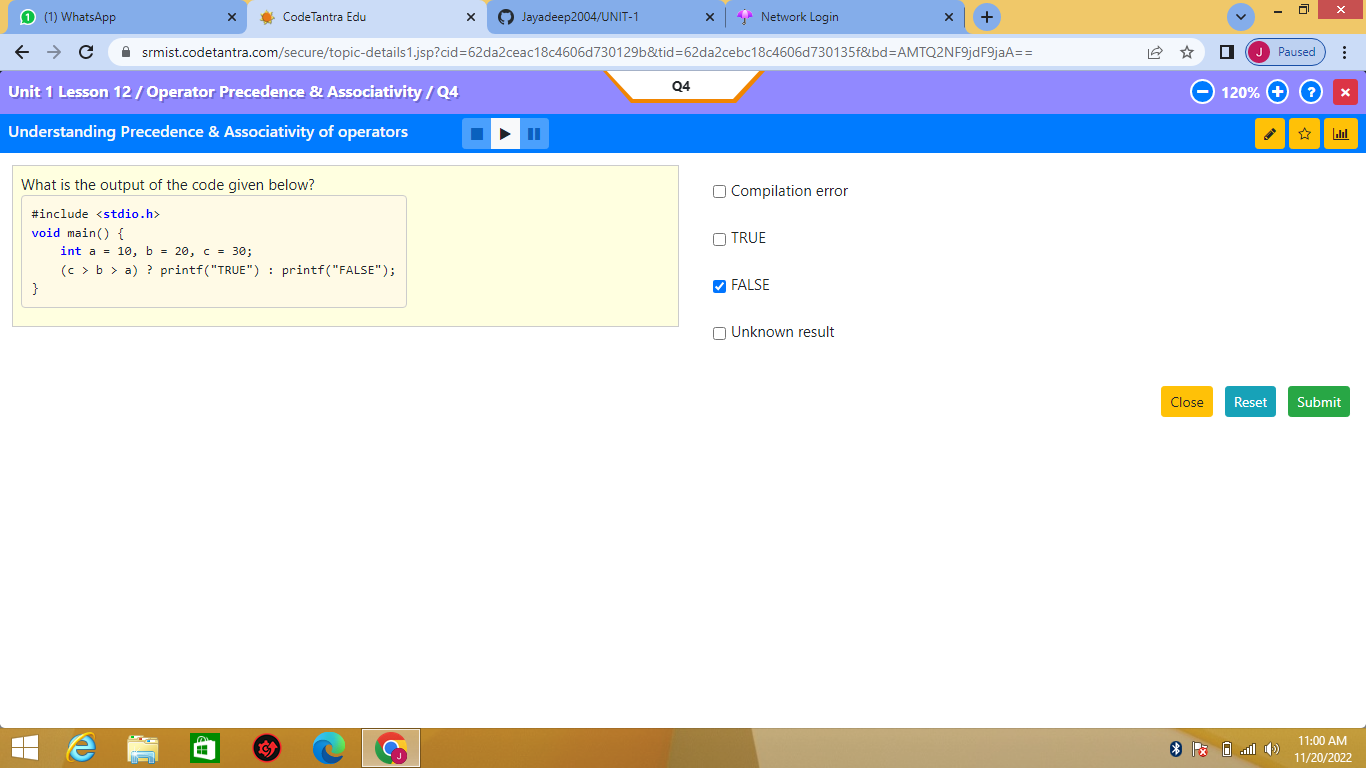 (1) WhatsApp
CodeTantra Edu
Jayadeep2004/UNIT-1
Network Login
srmist.codetantra.com/secure/topic-details1.jsp?cid=62da2ceac18c4606d730129b&tid=62da2cebc18c4606d730135f&bd=AMTQ2NF9jdF9jaA==
J Paused
Unit 1 Lesson 12 / Operator Precedence & Associativity / Q4
Q4
120%
Understanding Precedence & Associativity of operators
What is the output of the code given below?
#include <stdio.h>
void main() {
    int a = 10, b = 20, c = 30;
    (c > b > a) ? printf("TRUE") : printf("FALSE");
}
Compilation error
TRUE
FALSE
Unknown result
Close
Reset
Submit
11:00 AM
11/20/2022